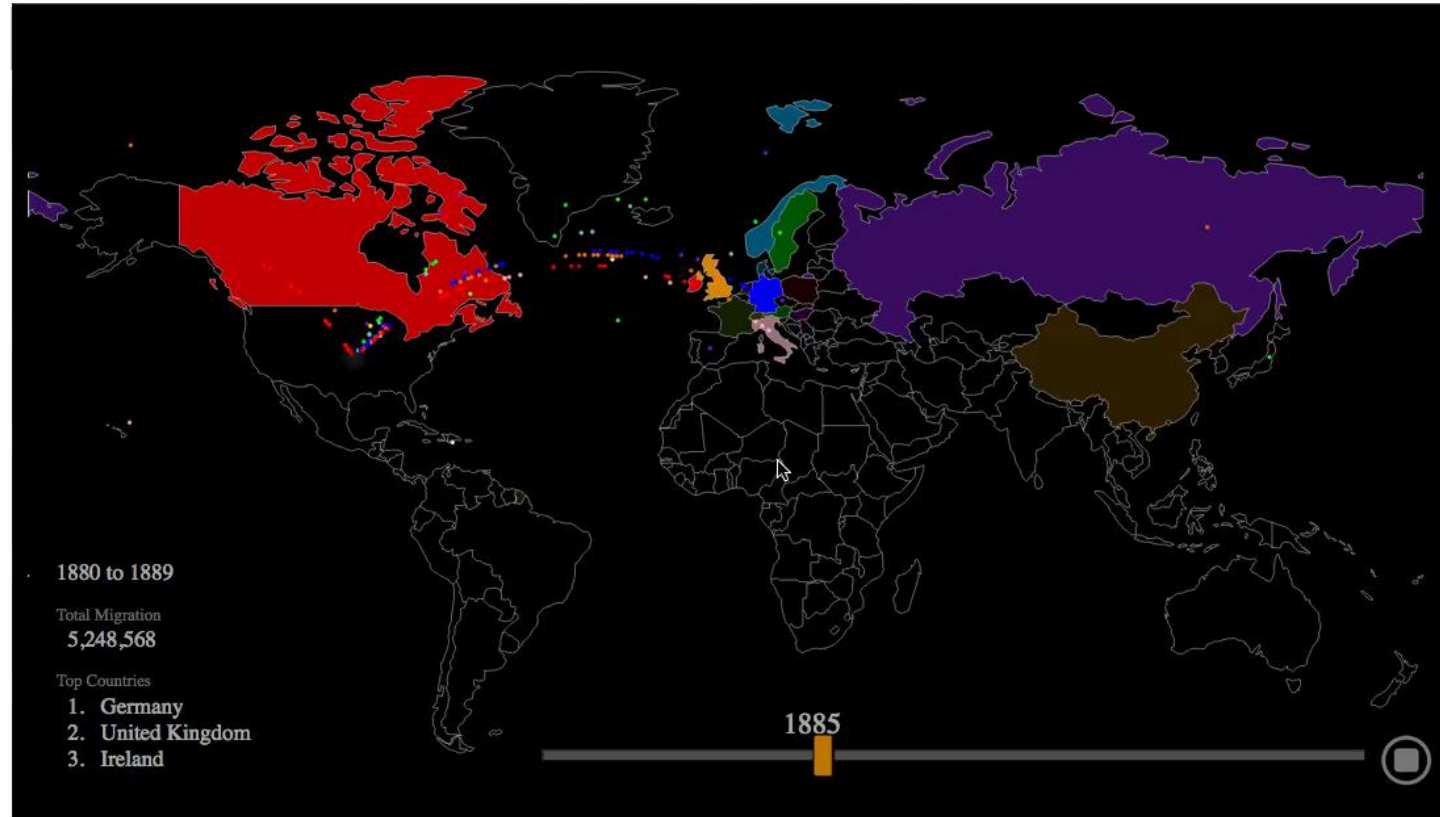 1880 to 1889
Total Migration
5,248,568
Top Countries
1. Germany
2. United Kingdom
3. Ireland
1885